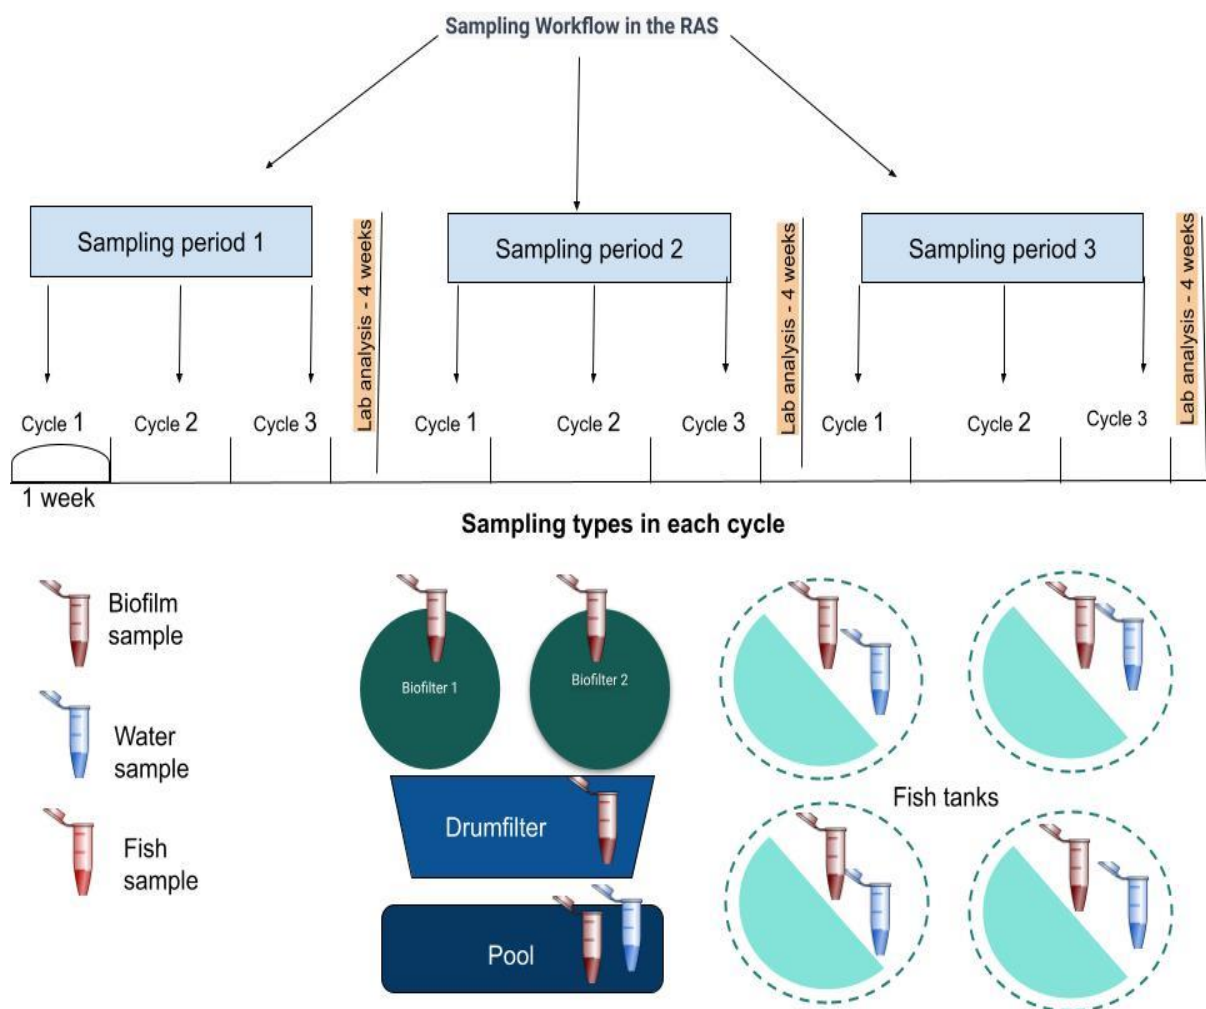 Sampling Workflow in the RAS
Sampling period 1
Sampling period 2
Sampling period 3
Lab analysis - 4 weeks
Lab analysis - 4 weeks
Lab analysis - 4 weeks
Cycle 1
Cycle 2
Cycle 3
Cycle 1
Cycle 2
Cycle 3
Cycle 1
Cycle 2
Cycle 3
1 week
Sampling types in each cycle
Biofilm
sample
Water
sample
Fish
sample
Biofilter 1
Biofilter 2
Drumfilter
Pool
Fish tanks